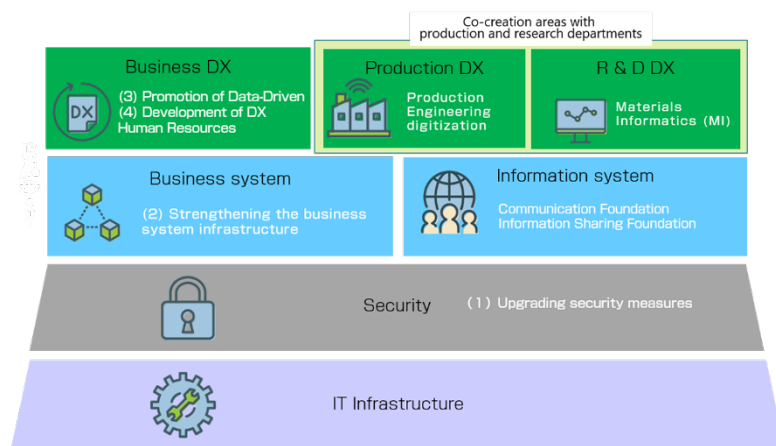 Co-creation areas with
production and research departments
Business DX
DX
(3) Promotion of Data-Driven
(4) Development of DX
Human Resources
Production DX
Production
Engineering
digitization
R & D DX
Materials
Informatics (MI)
Business system
(2) Strengthening the business
system infrastructure
Information system
Communication Foundation
Information Sharing Foundation
Security
(1) Upgrading security measures
IT Infrastructure